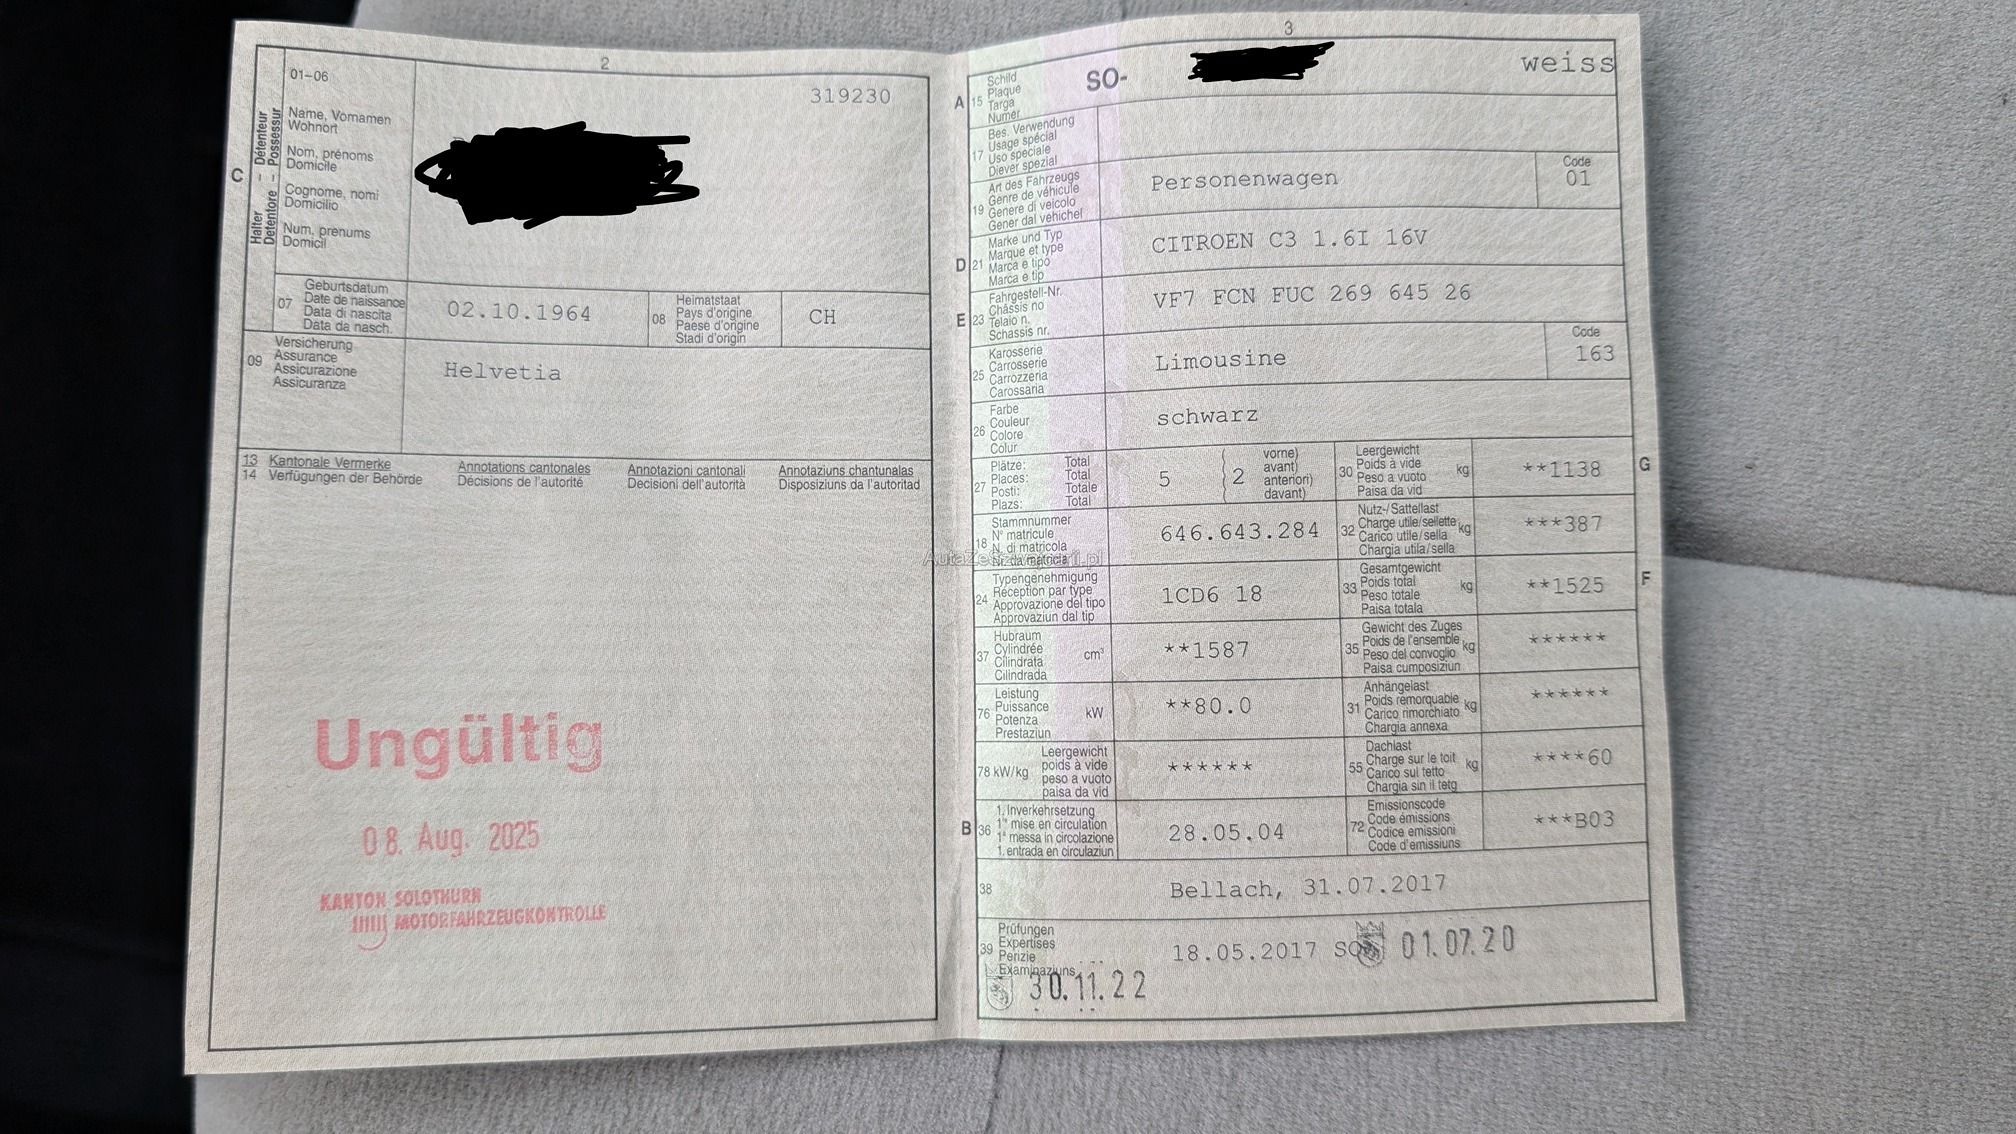 2
01-06
319230
Name, Vornamen
Wohnort
Nom, prénoms
Domicile
Cognome, nomi
Domicilio
Num, prenums
Domicil
C
Halter – Détenteur
Detentore – Possessur
07
Geburtsdatum
Date de naissance
Data di nascita
Data da nasch.
02.10.1964
08
Heimatstaat
Pays d'origine
Paese d'origine
Stadi d'origin
CH
09
Versicherung
Assurance
Assicurazione
Assicuranza
Helvetia
13 Kantonale Vermerke
14 Verfügungen der Behörde
Annotations cantonales
Décisions de l'autorité
Annotazioni cantonali
Decisioni dell'autorità
Annotaziuns chantunalas
Disposiziuns da l'autoritad
Ungültig
08. Aug. 2025
KANTON SOLOTHURN
MOTORFAHRZEUGKONTROLLE
3
A 15
Schild
Plaque
Targa
Numer
SO-
weiss
17
Bes. Verwendung
Usage spécial
Uso speciale
Diever spezial
19
Art des Fahrzeugs
Genre de véhicule
Genere di veicolo
Gener dal vehichel
Personenwagen
Code
01
D 21
Marke und Typ
Marque et type
Marca e tipo
Marca e tip
CITROEN C3 1.6I 16V
E 23
Fahrgestell-Nr.
Châssis no
Telaio n.
Schassis nr.
VF7 FCN FUC 269 645 26
25
Karosserie
Carrosserie
Carrozzeria
Carossaria
Limousine
Code
163
26
Farbe
Couleur
Colore
Colur
schwarz
27
Plätze: Total
Places: Total
Posti: Totale
Plazs: Total
5
2
vorne)
avant)
anteriori)
davant)
30
Leergewicht
Poids à vide
Peso a vuoto
Paisa da vid
kg
**1138
G
18
Stammnummer
N° matricule
N. di matricola
Nr. da matricla
646.643.284
32
Nutz-/Sattellast
Charge utile/sellette
Carico utile/sella
Chargia utila/sella
kg
***387
AutaZeSzwajcarii.pl
24
Typengenehmigung
Réception par type
Approvazione del tipo
Approvaziun dal tip
1CD6 18
33
Gesamtgewicht
Poids total
Peso totale
Paisa totala
kg
**1525
F
37
Hubraum
Cylindrée
Cilindrata
Cilindrada
cm³
**1587
35
Gewicht des Zuges
Poids de l'ensemble
Peso del convoglio
Paisa cumposiziun
kg
******
76
Leistung
Puissance
Potenza
Prestaziun
kW
**80.0
31
Anhängelast
Poids remorquable
Carico rimorchiato
Chargia annexa
kg
******
78 kW/kg
Leergewicht
poids à vide
peso a vuoto
paisa da vid
******
55
Dachlast
Charge sur le toit
Carico sul tetto
Chargia sin il tetg
kg
****60
B 36
1. Inverkehrsetzung
1re mise en circulation
1a messa in circolazione
1. entrada en circulaziun
28.05.04
72
Emissionscode
Code émissions
Codice emissioni
Code d'emissiuns
***B03
38
Bellach, 31.07.2017
39
Prüfungen
Expertises
Perizie
Examinaziuns
18.05.2017 SO
01.07.20
30.11.22